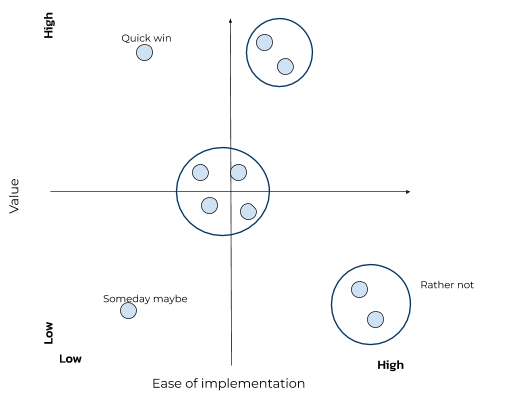 High
Quick win
Value
Rather not
Someday maybe
Low
Low
High
Ease of implementation